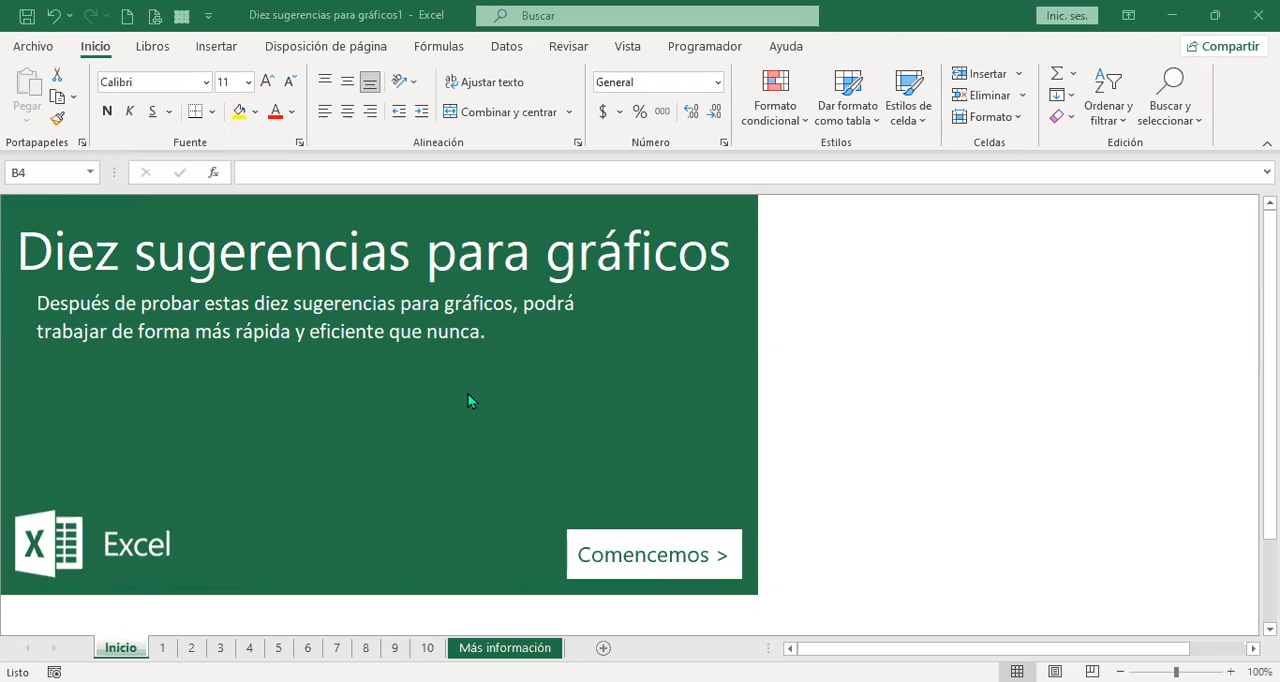 Diez sugerencias para gráficos1 - Excel
Buscar
Inic. ses.
Archivo Inicio Libros Insertar Disposición de página Fórmulas Datos Revisar Vista Programador Ayuda
Compartir
Pegar
Calibri 11
N K S A
Ajustar texto
Combinar y centrar
General
$ % 000
Formato condicional
Dar formato como tabla
Estilos de celda
Insertar
Eliminar
Formato
Ordenar y filtrar
Buscar y seleccionar
Portapapeles Fuente Alineación Número Estilos Celdas Edición
B4
fx
Diez sugerencias para gráficos
Después de probar estas diez sugerencias para gráficos, podrá
trabajar de forma más rápida y eficiente que nunca.
X Excel
Comencemos >
Inicio 1 2 3 4 5 6 7 8 9 10 Más información
Listo
100%